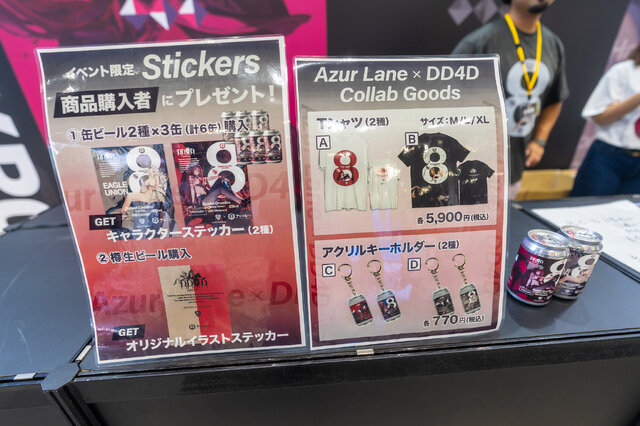 イベント限定 Stickers
商品購入者にプレゼント!
① 缶ビール2種×3缶(計6缶)購入
EAGLE
UNION
GET
キャラクターステッカー(2種)
② 樽生ビール購入
GET
オリジナルイラストステッカー
Azur Lane × DD4D
Collab Goods
Tシャツ(2種) サイズ:M/L/XL
A B
各5,900円(税込)
アクリルキーホルダー(2種)
C D
各770円(税込)
Azur Lane × DD